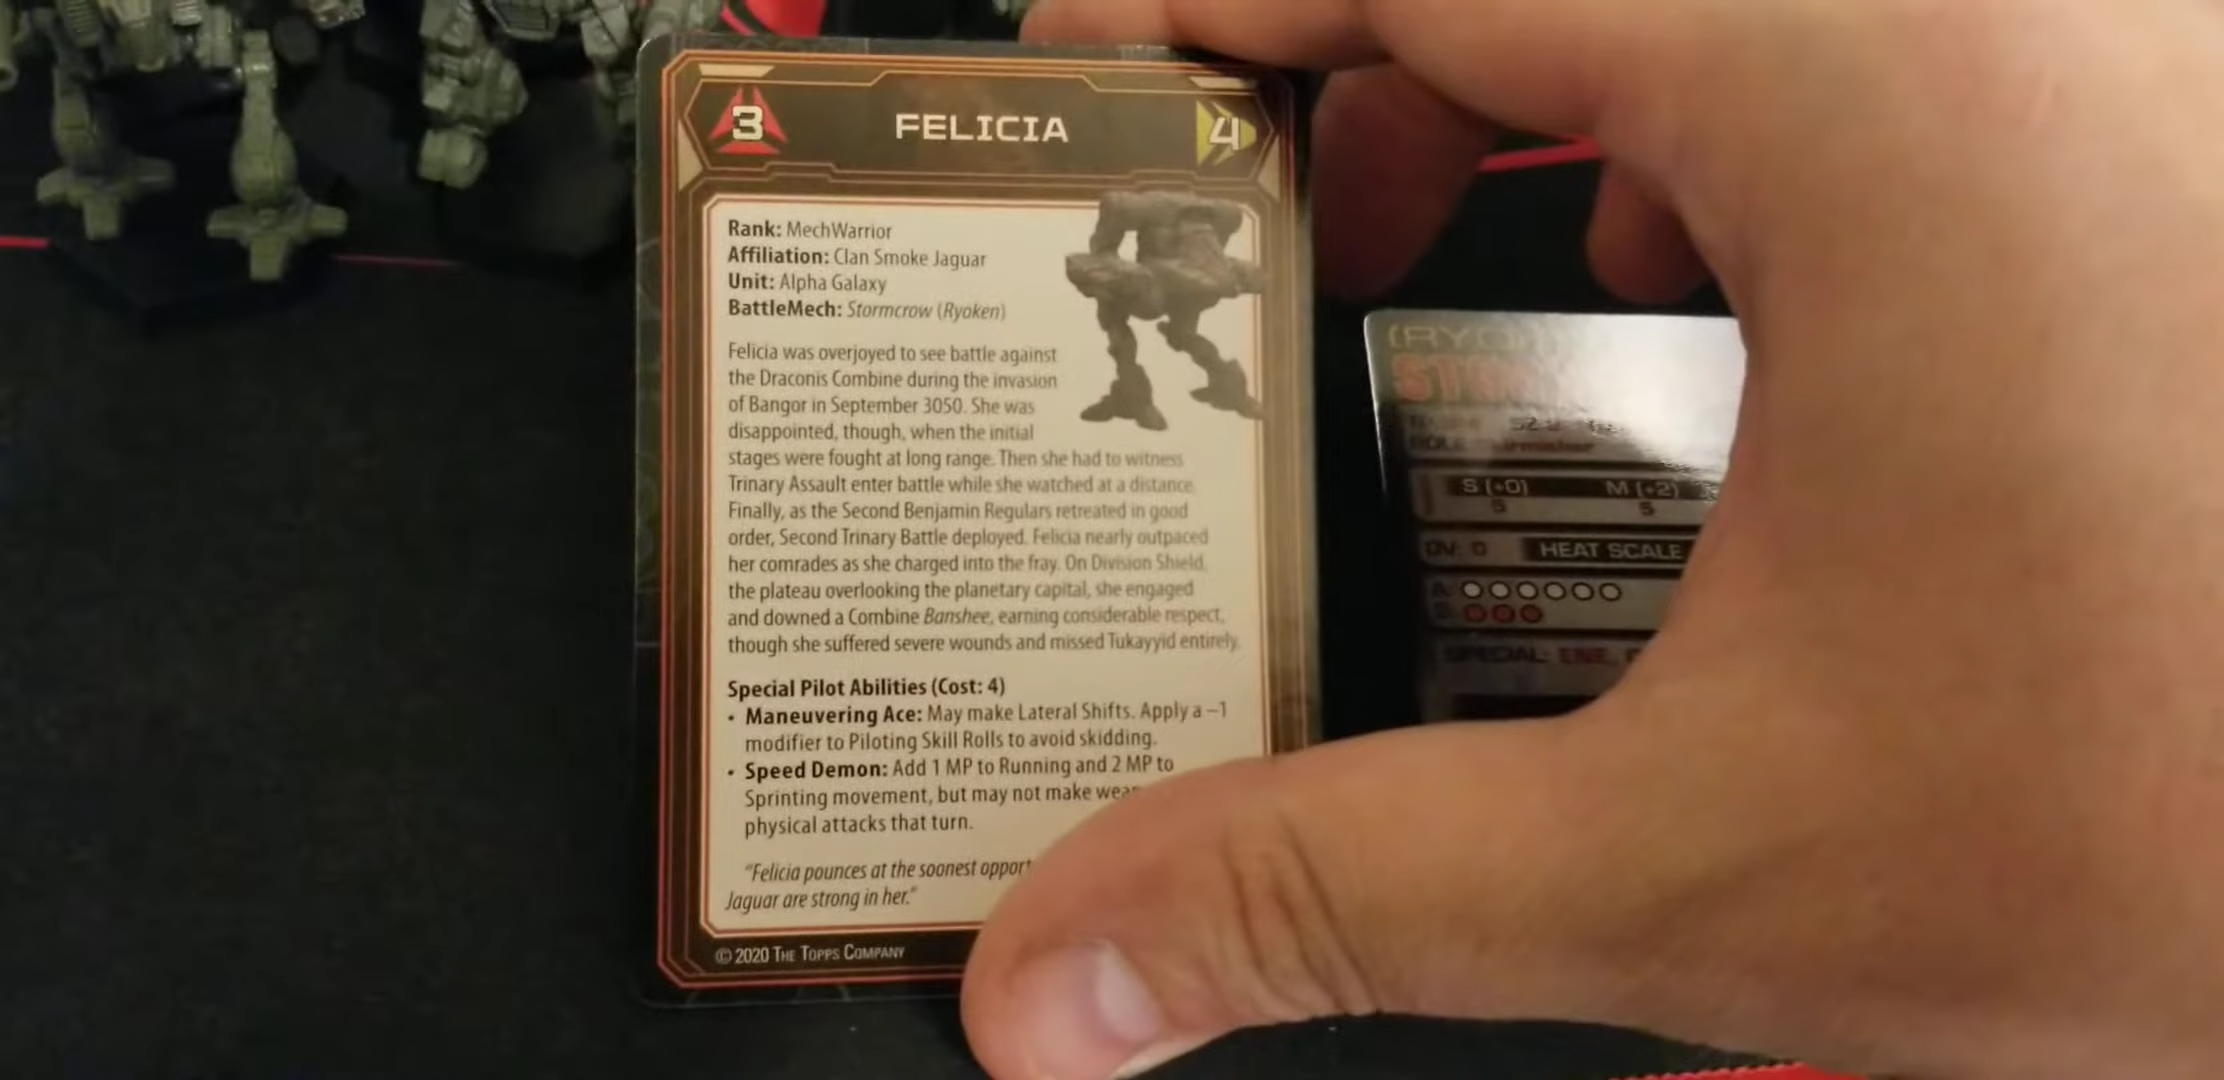 3 FELICIA 4
Rank: MechWarrior
Affiliation: Clan Smoke Jaguar
Unit: Alpha Galaxy
BattleMech: Stormcrow (Ryoken)
Felicia was overjoyed to see battle against
the Draconis Combine during the invasion
of Bangor in September 3050. She was
disappointed, though, when the initial
stages were fought at long range. Then she had to witness
Trinary Assault enter battle while she watched at a distance.
Finally, as the Second Benjamin Regulars retreated in good
order, Second Trinary Battle deployed. Felicia nearly outpaced
her comrades as she charged into the fray. On Division Shield,
the plateau overlooking the planetary capital, she engaged
and downed a Combine Banshee, earning considerable respect,
though she suffered severe wounds and missed Tukayyid entirely.
Special Pilot Abilities (Cost: 4)
• Maneuvering Ace: May make Lateral Shifts. Apply a –1
modifier to Piloting Skill Rolls to avoid skidding.
• Speed Demon: Add 1 MP to Running and 2 MP to
Sprinting movement, but may not make
physical attacks that turn.
"Felicia pounces at the soonest
Jaguar are strong in her."
© 2020 THE TOPPS COMPANY
S (+0) M (+2)
5 5
OV: 0 HEAT SCALE
A:
S:
SPECIAL: ENE,